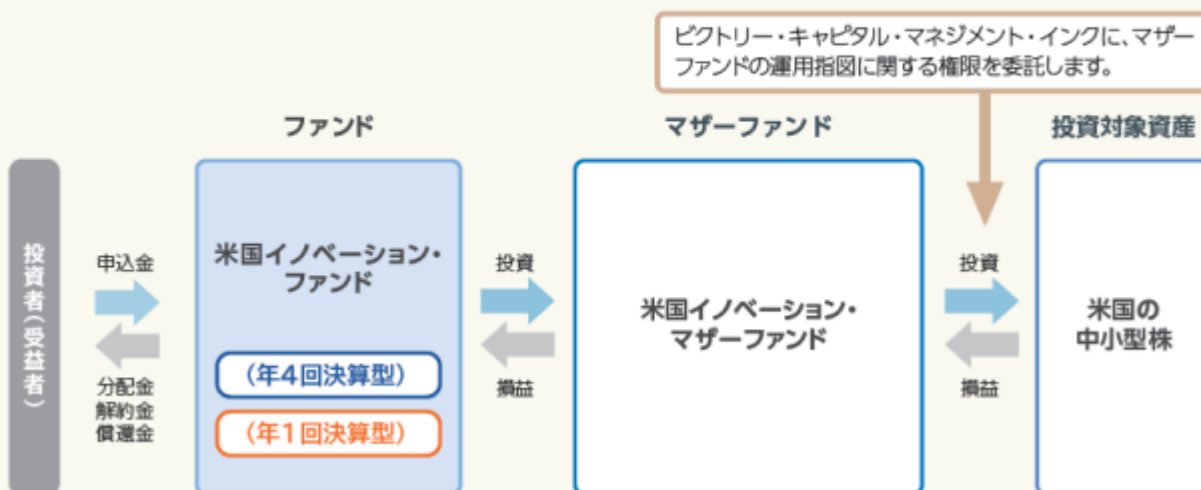 ビクトリー・キャピタル・マネジメント・インクに、マザー
ファンドの運用指図に関する権限を委託します。
ファンド
マザーファンド
投資対象資産
投資者(受益者)
申込金
分配金
解約金
償還金
米国イノベーション・
ファンド
(年4回決算型)
(年1回決算型)
投資
損益
米国イノベーション・
マザーファンド
投資
損益
米国の
中小型株